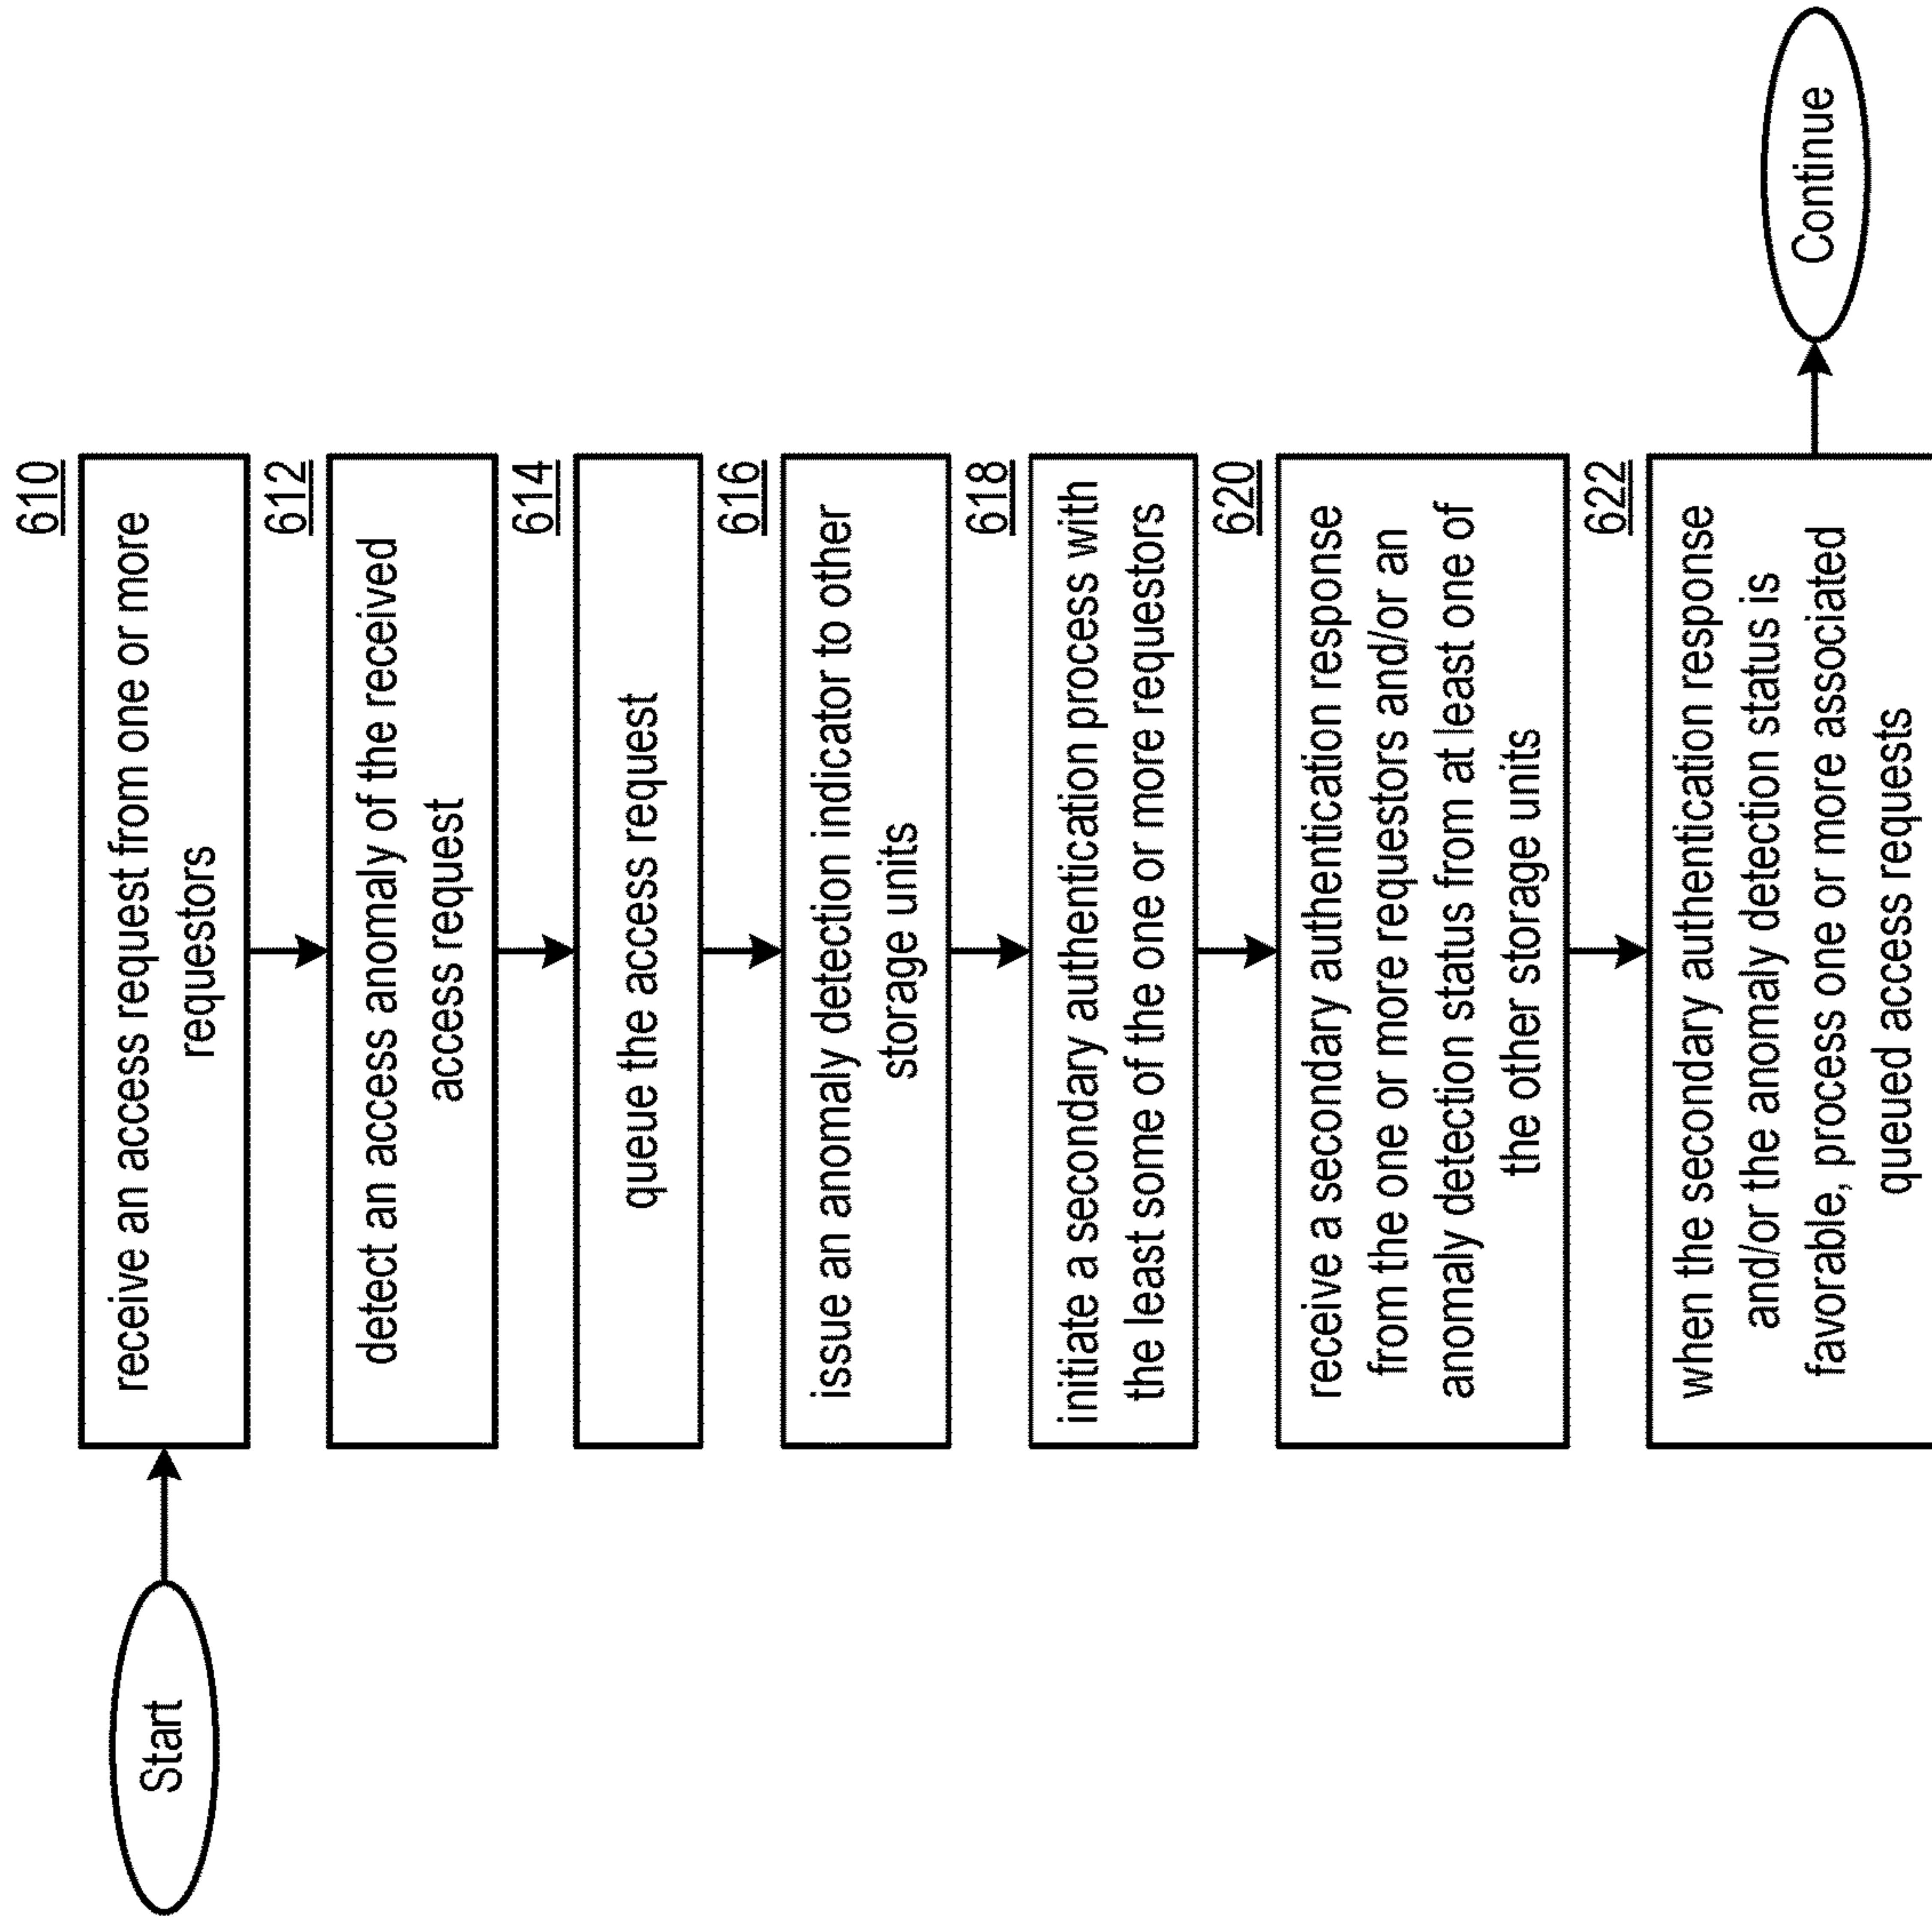 Start
610
receive an access request from one or more
requestors
612
detect an access anomaly of the received
access request
614
queue the access request
616
issue an anomaly detection indicator to other
storage units
618
initiate a secondary authentication process with
the least some of the one or more requestors
620
receive a secondary authentication response
from the one or more requestors and/or an
anomaly detection status from at least one of
the other storage units
622
when the secondary authentication response
and/or the anomaly detection status is
favorable, process one or more associated
queued access requests
Continue